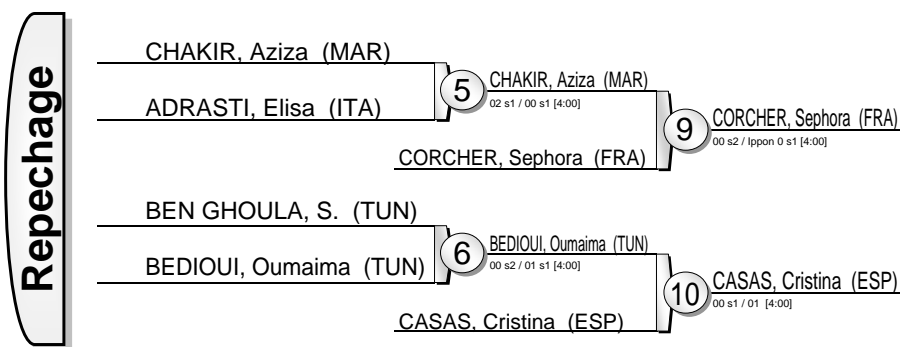 Repechage
CHAKIR, Aziza (MAR)
ADRASTI, Elisa (ITA)
5
CHAKIR, Aziza (MAR)
02 s1 / 00 s1 [4:00]
CORCHER, Sephora (FRA)
9
CORCHER, Sephora (FRA)
00 s2 / Ippon 0 s1 [4:00]
BEN GHOULA, S. (TUN)
BEDIOUI, Oumaima (TUN)
6
BEDIOUI, Oumaima (TUN)
00 s2 / 01 s1 [4:00]
CASAS, Cristina (ESP)
10
CASAS, Cristina (ESP)
00 s1 / 01 [4:00]